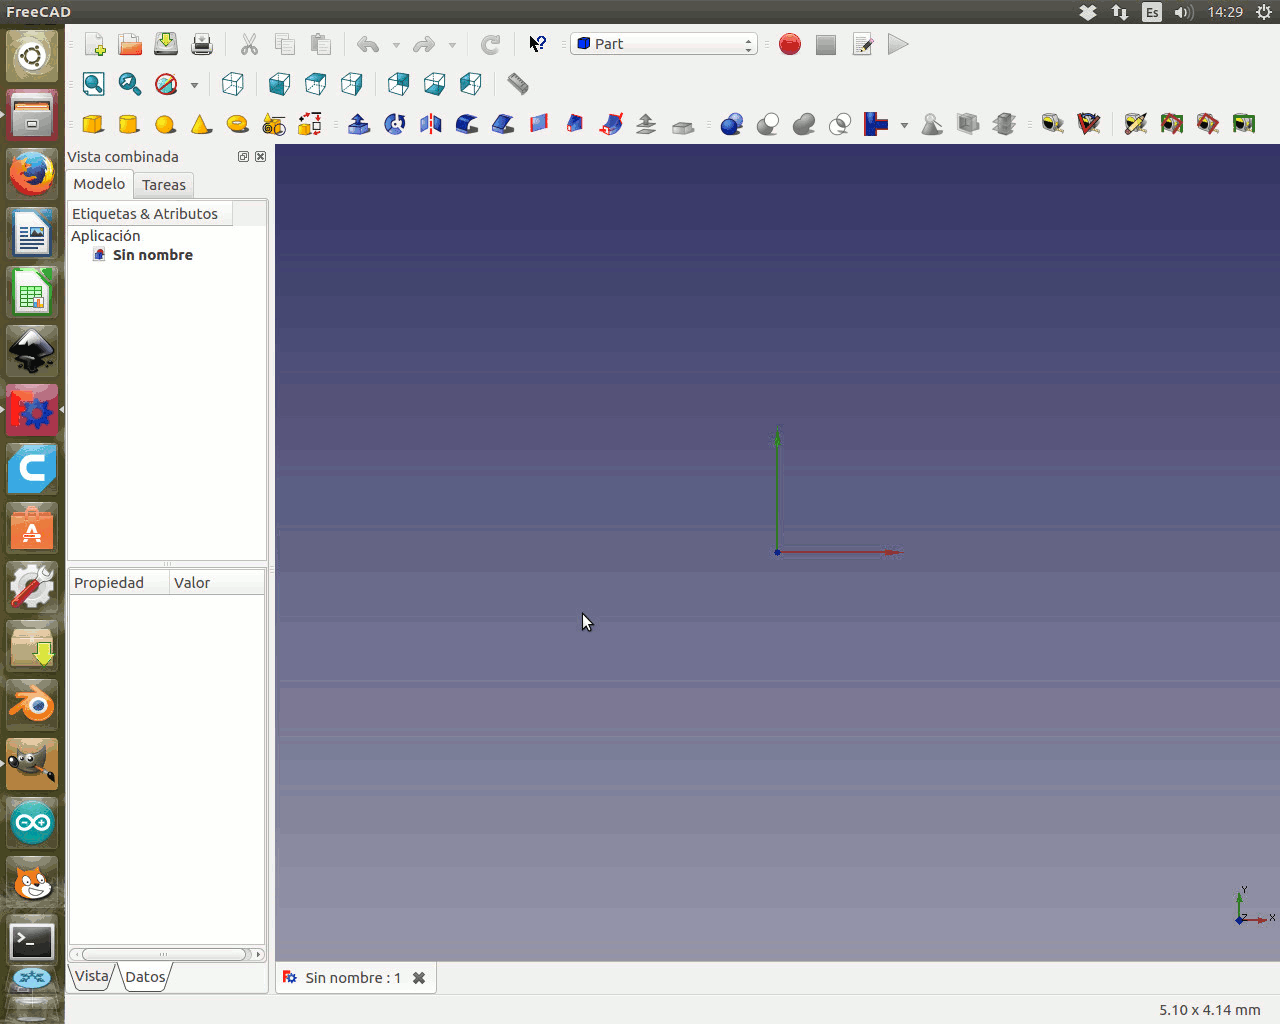 FreeCAD
Es
14:29
Part
Vista combinada
Modelo
Tareas
Etiquetas & Atributos
Aplicación
Sin nombre
Propiedad
Valor
Vista
Datos
Sin nombre : 1
Y
Z
X
5.10 x 4.14 mm